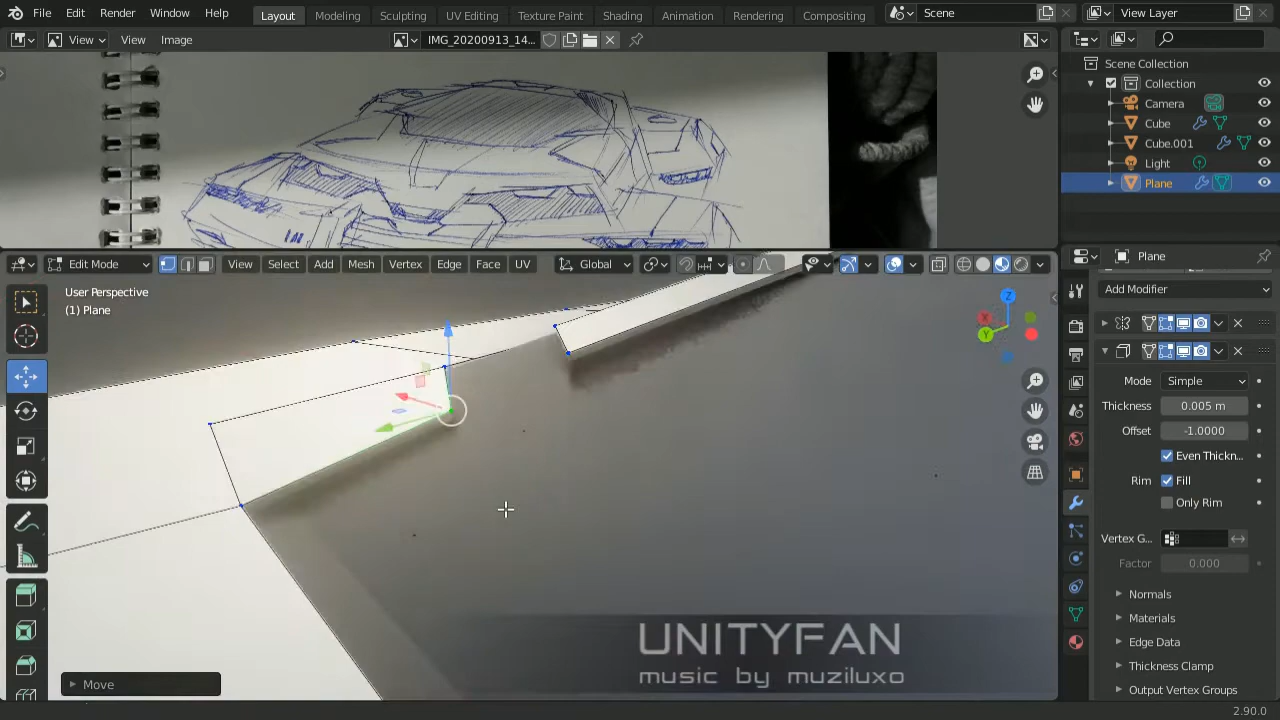 File Edit Render Window Help Layout Modeling Sculpting UV Editing Texture Paint Shading Animation Rendering Compositing Scene View Layer
View View Image IMG_20200913_14...
Scene Collection
Collection
Camera
Cube
Cube.001
Light
Plane
Edit Mode View Select Add Mesh Vertex Edge Face UV Global
User Perspective
(1) Plane
Z
X
Y
Plane
Add Modifier
Mode Simple
Thickness 0.005 m
Offset -1.0000
Even Thickn...
Rim Fill
Only Rim
Vertex G...
Factor 0.000
Normals
Materials
Edge Data
Thickness Clamp
Output Vertex Groups
UNITYFAN
music by muziluxo
Move
2.90.0